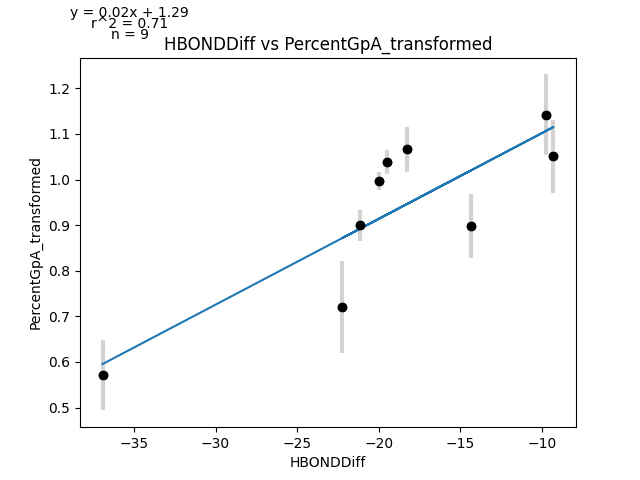 y = 0.02x + 1.29
r^2 = 0.71
n = 9
HBONDDiff vs PercentGpA_transformed
PercentGpA_transformed
1.2
1.1
1.0
0.9
0.8
0.7
0.6
0.5
−35
−30
−25
−20
−15
−10
HBONDDiff